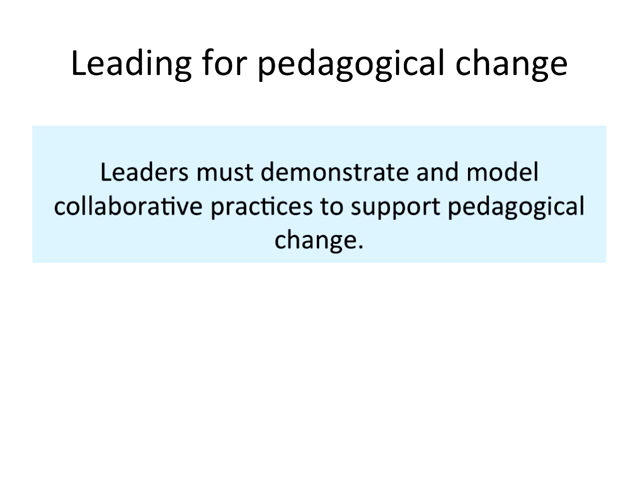 Leading for pedagogical change
Leaders must demonstrate and model
collaborative practices to support pedagogical
change.